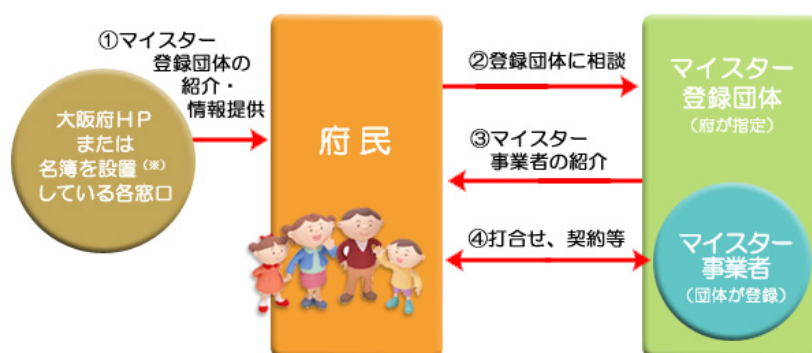 ①マイスター
登録団体の
紹介・
情報提供
大阪府HP
または
名簿を設置(※)
している各窓口
府民
②登録団体に相談
③マイスター
事業者の紹介
④打合せ、契約等
マイスター
登録団体
(府が指定)
マイスター
事業者
(団体が登録)